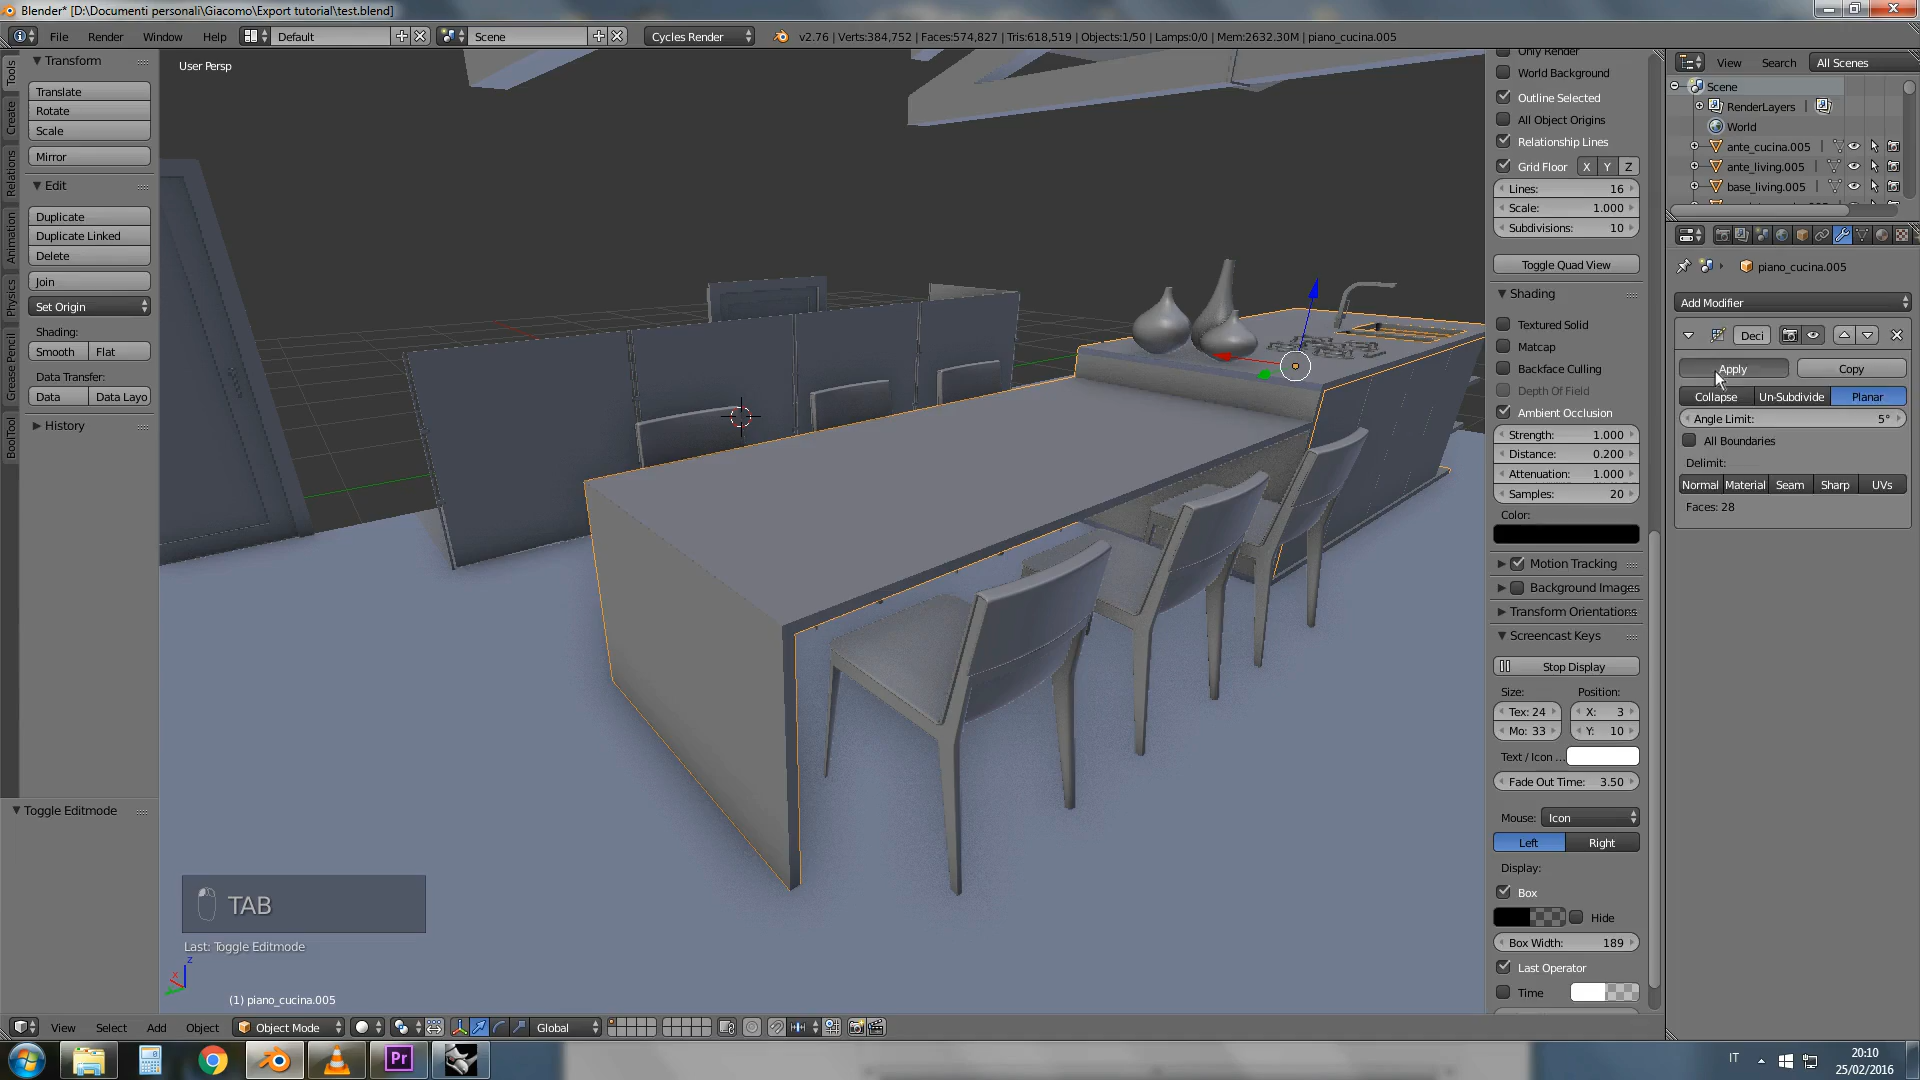 Blender* [D:\Documenti personali\Giacomo\Export tutorial\test.blend]
File Render Window Help Default Scene Cycles Render v2.76 | Verts:384,752 | Faces:574,827 | Tris:618,519 | Objects:1/50 | Lamps:0/0 | Mem:2632.30M | piano_cucina.005
Tools
Create
Relations
Animation
Physics
Grease Pencil
BoolTool
Transform
Translate
Rotate
Scale
Mirror
Edit
Duplicate
Duplicate Linked
Delete
Join
Set Origin
Shading:
Smooth Flat
Data Transfer:
Data Data Layo
History
Toggle Editmode
User Persp
TAB
Last: Toggle Editmode
x
z
(1) piano_cucina.005
View Select Add Object Object Mode Global
Only Render
World Background
Outline Selected
All Object Origins
Relationship Lines
Grid Floor X Y Z
Lines: 16
Scale: 1.000
Subdivisions: 10
Toggle Quad View
Shading
Textured Solid
Matcap
Backface Culling
Depth Of Field
Ambient Occlusion
Strength: 1.000
Distance: 0.200
Attenuation: 1.000
Samples: 20
Color:
Motion Tracking
Background Images
Transform Orientations
Screencast Keys
Stop Display
Size: Position:
Tex: 24 X: 3
Mo: 33 Y: 10
Text / Icon ...
Fade Out Time: 3.50
Mouse: Icon
Left Right
Display:
Box
Hide
Box Width: 189
Last Operator
Time
View Search All Scenes
Scene
RenderLayers
World
ante_cucina.005
ante_living.005
base_living.005
piano_cucina.005
Add Modifier
Deci
Apply Copy
Collapse Un-Subdivide Planar
Angle Limit: 5°
All Boundaries
Delimit:
Normal Material Seam Sharp UVs
Faces: 28
Pr
IT
20:10
25/02/2016